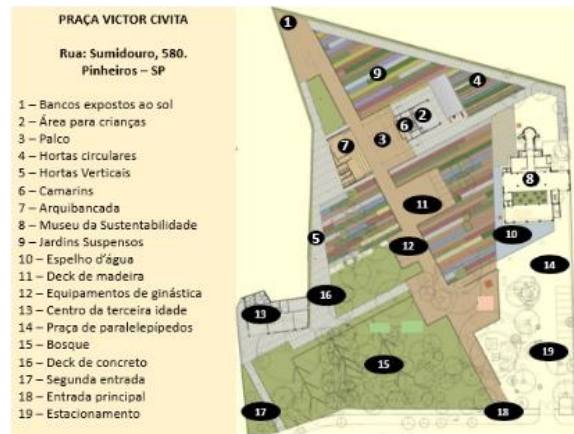 PRAÇA VICTOR CIVITA
Rua: Sumidouro, 580.
Pinheiros – SP
1 – Bancos expostos ao sol
2 – Área para crianças
3 – Palco
4 – Hortas circulares
5 – Hortas Verticais
6 – Camarins
7 – Arquibancada
8 – Museu da Sustentabilidade
9 – Jardins Suspensos
10 – Espelho d’água
11 – Deck de madeira
12 – Equipamentos de ginástica
13 – Centro da terceira idade
14 – Praça de paralelepípedos
15 – Bosque
16 – Deck de concreto
17 – Segunda entrada
18 – Entrada principal
19 – Estacionamento
1
9
4
6
2
3
7
8
11
5
12
10
14
16
13
19
15
17
18